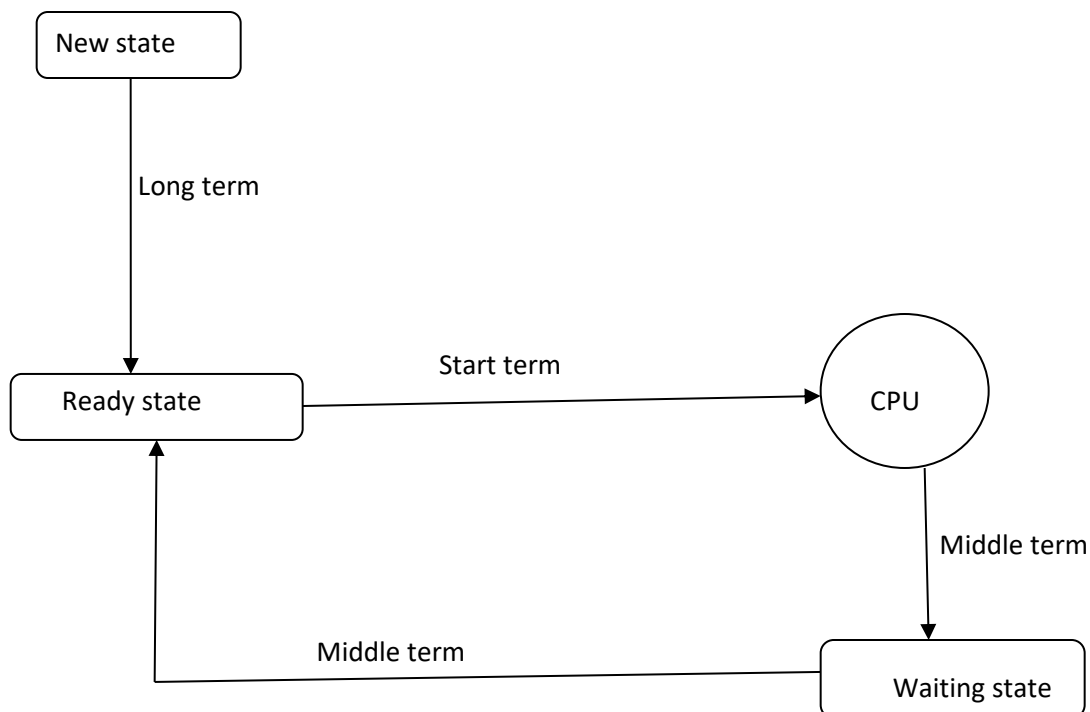 New state
Long term
Start term
Ready state
CPU
Middle term
Middle term
Waiting state